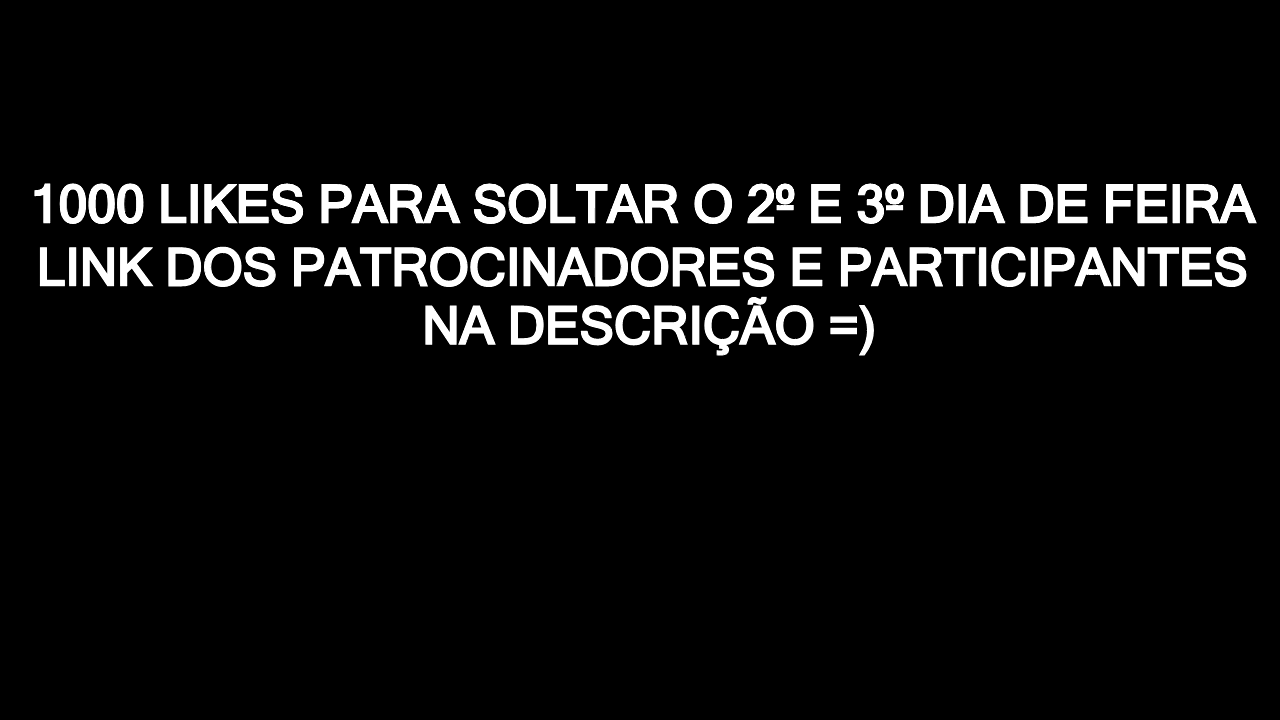 1000 LIKES PARA SOLTAR O 2º E 3º DIA DE FEIRA
LINK DOS PATROCINADORES E PARTICIPANTES
NA DESCRIÇÃO =)